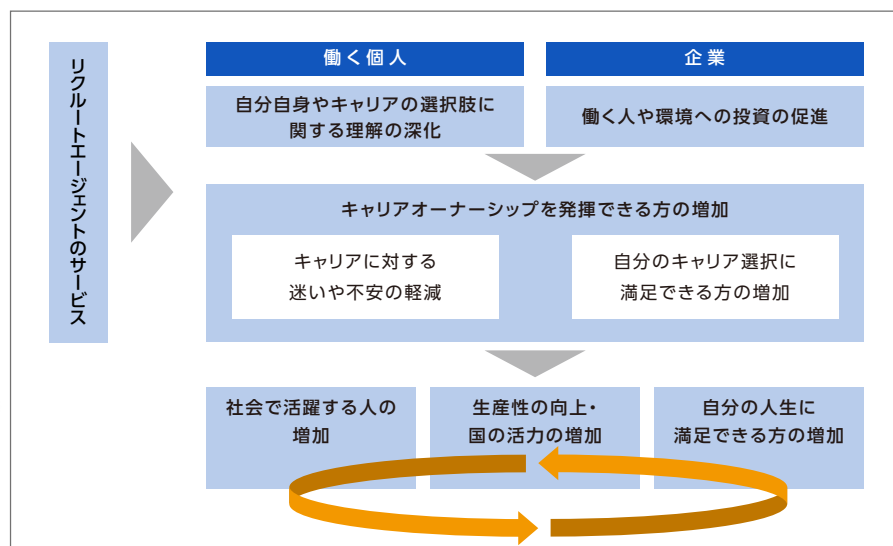 リクルートエージェントのサービス
働く個人
企業
自分自身やキャリアの選択肢に
関する理解の深化
働く人や環境への投資の促進
キャリアオーナーシップを発揮できる方の増加
キャリアに対する
迷いや不安の軽減
自分のキャリア選択に
満足できる方の増加
社会で活躍する人の
増加
生産性の向上・
国の活力の増加
自分の人生に
満足できる方の増加